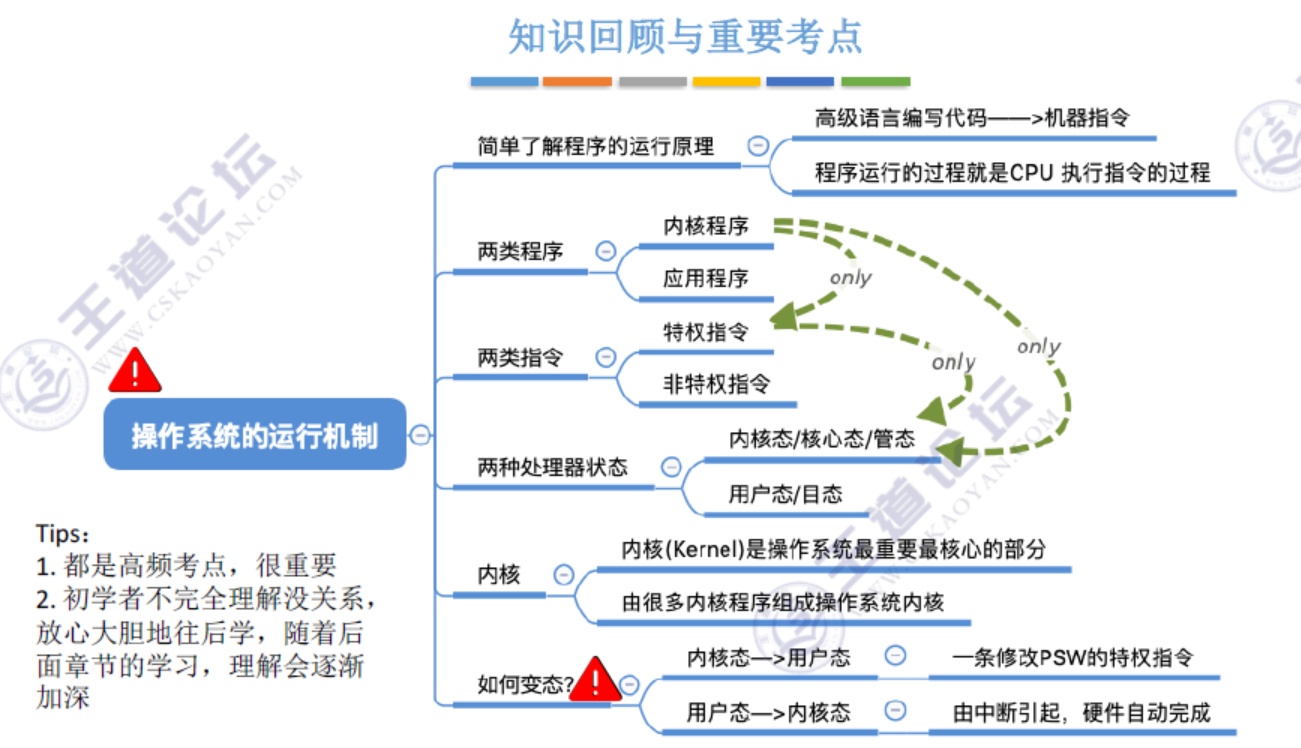 知识回顾与重要考点
高级语言编写代码——>机器指令
简单了解程序的运行原理
程序运行的过程就是CPU 执行指令的过程
内核程序
两类程序
应用程序
only
特权指令
两类指令
only
only
非特权指令
操作系统的运行机制
内核态/核心态/管态
两种处理器状态
用户态/目态
Tips：
1. 都是高频考点，很重要
2. 初学者不完全理解没关系，
放心大胆地往后学，随着后
面章节的学习，理解会逐渐
加深
内核(Kernel)是操作系统最重要最核心的部分
内核
由很多内核程序组成操作系统内核
内核态—>用户态
一条修改PSW的特权指令
如何变态?
用户态—>内核态
由中断引起，硬件自动完成
王道论坛
WWW.CSKAOYAN.COM
王道论坛
WWW.CSKAOYAN.COM